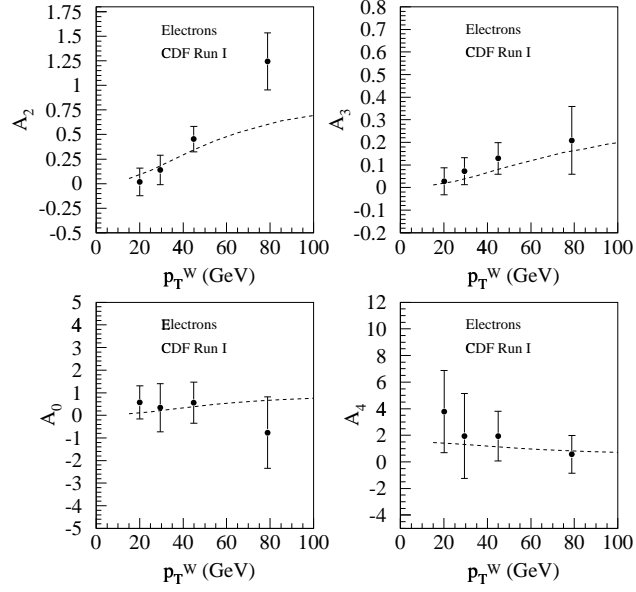 1.75
1.5
1.25
1
0.75
0.5
0.25
0
-0.25
-0.5
A2
Electrons
CDF Run I
0 20 40 60 80 100
pTW (GeV)
0.8
0.7
0.6
0.5
0.4
0.3
0.2
0.1
0
-0.1
-0.2
A3
Electrons
CDF Run I
0 20 40 60 80 100
pTW (GeV)
5
4
3
2
1
0
-1
-2
-3
-4
-5
A0
Electrons
CDF Run I
0 20 40 60 80 100
pTW (GeV)
12
10
8
6
4
2
0
-2
-4
A4
Electrons
CDF Run I
0 20 40 60 80 100
pTW (GeV)